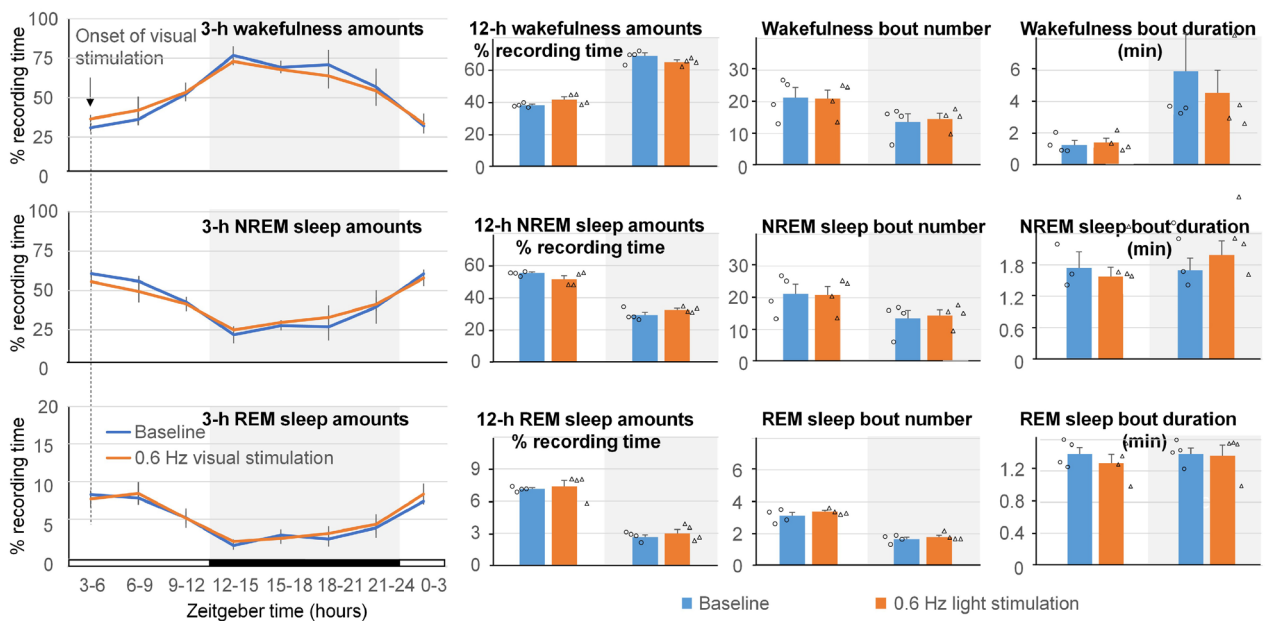 3-h wakefulness amounts
Onset of visual
stimulation
% recording time
100
75
50
25
0
12-h wakefulness amounts
% recording time
60
40
20
0
Wakefulness bout number
30
20
10
0
Wakefulness bout duration
(min)
6
4
2
0
3-h NREM sleep amounts
% recording time
100
75
50
25
0
12-h NREM sleep amounts
% recording time
60
40
20
0
NREM sleep bout number
30
20
10
0
NREM sleep bout duration
(min)
1.8
1.2
0.6
0
3-h REM sleep amounts
% recording time
20
15
10
5
0
Baseline
0.6 Hz visual stimulation
3-6 6-9 9-12 12-15 15-18 18-21 21-24 0-3
Zeitgeber time (hours)
12-h REM sleep amounts
% recording time
9
6
3
0
REM sleep bout number
6
4
2
0
REM sleep bout duration
(min)
1.2
0.8
0.4
0
Baseline
0.6 Hz light stimulation